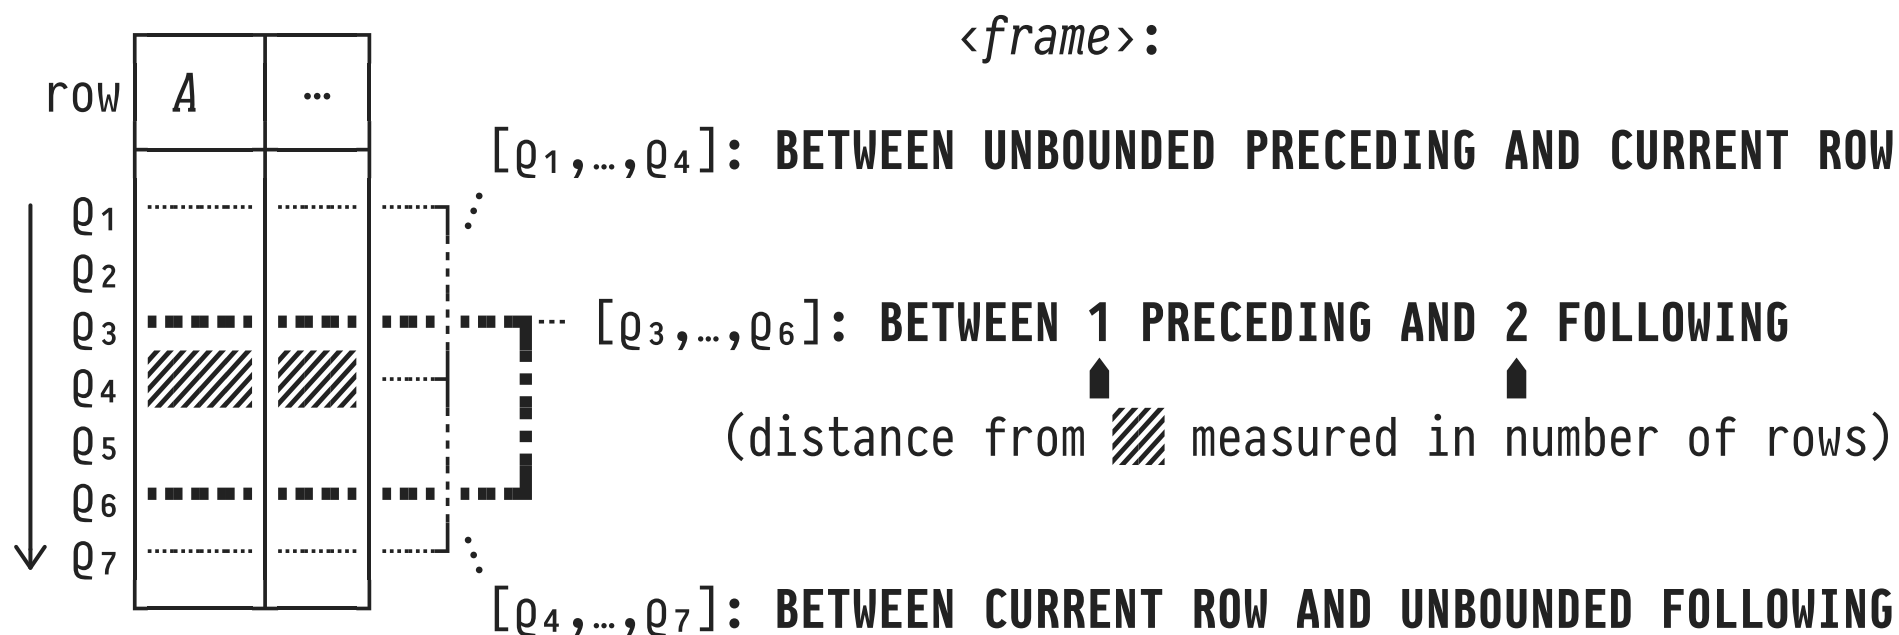 ‹frame›:
row A …
[ϱ1,…,ϱ4]: BETWEEN UNBOUNDED PRECEDING AND CURRENT ROW
ϱ1
ϱ2
ϱ3
[ϱ3,…,ϱ6]: BETWEEN 1 PRECEDING AND 2 FOLLOWING
ϱ4
ϱ5
(distance from measured in number of rows)
ϱ6
ϱ7
[ϱ4,…,ϱ7]: BETWEEN CURRENT ROW AND UNBOUNDED FOLLOWING